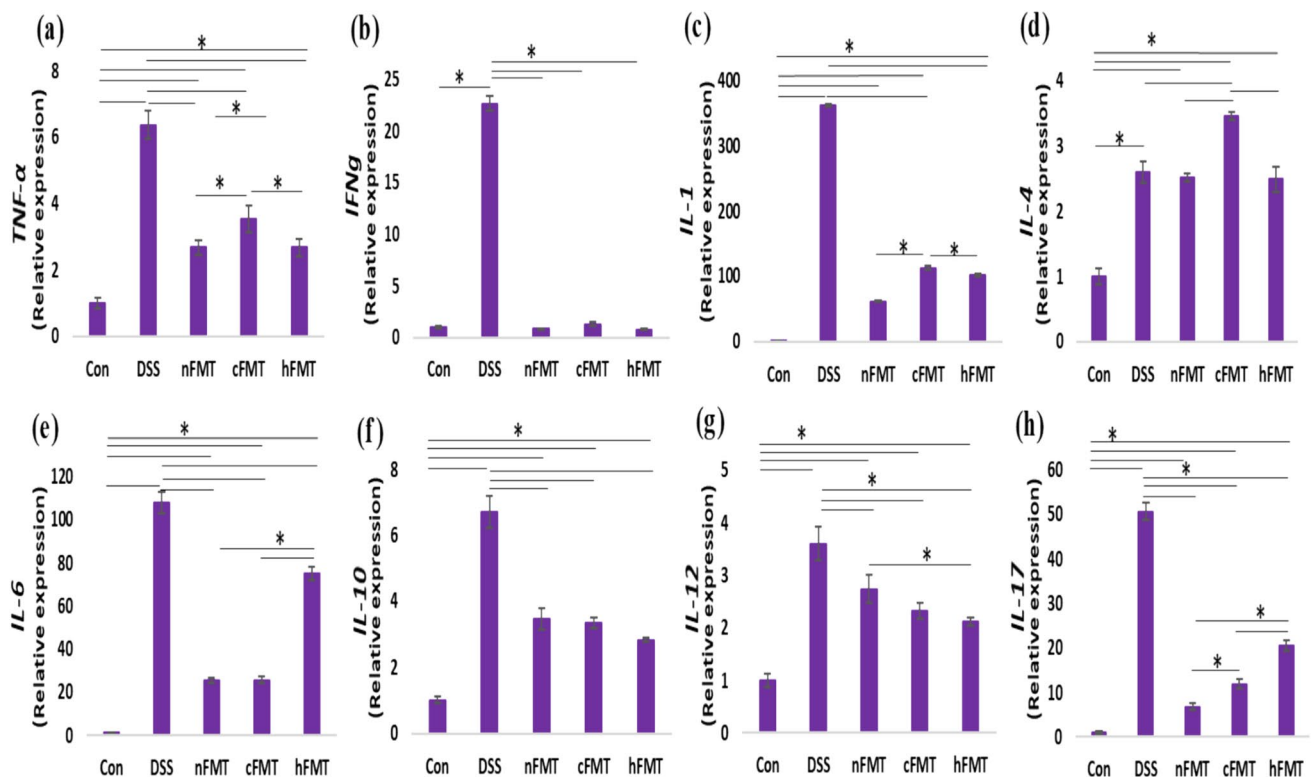 (a)
*
8
6
4
2
0
TNF-α
(Relative expression)
*
*
*
Con DSS nFMT cFMT hFMT
(b)
*
*
25
20
15
10
5
0
IFNg
(Relative expression)
Con DSS nFMT cFMT hFMT
(c)
*
400
300
200
100
0
IL-1
(Relative expression)
*
*
Con DSS nFMT cFMT hFMT
(d)
*
4
3
2
1
0
IL-4
(Relative expression)
*
Con DSS nFMT cFMT hFMT
(e)
*
120
100
80
60
40
20
0
IL-6
(Relative expression)
*
Con DSS nFMT cFMT hFMT
(f)
*
8
6
4
2
0
IL-10
(Relative expression)
Con DSS nFMT cFMT hFMT
(g)
*
5
4
3
2
1
0
IL-12
(Relative expression)
*
*
Con DSS nFMT cFMT hFMT
(h)
*
*
60
50
40
30
20
10
0
IL-17
(Relative expression)
*
*
Con DSS nFMT cFMT hFMT